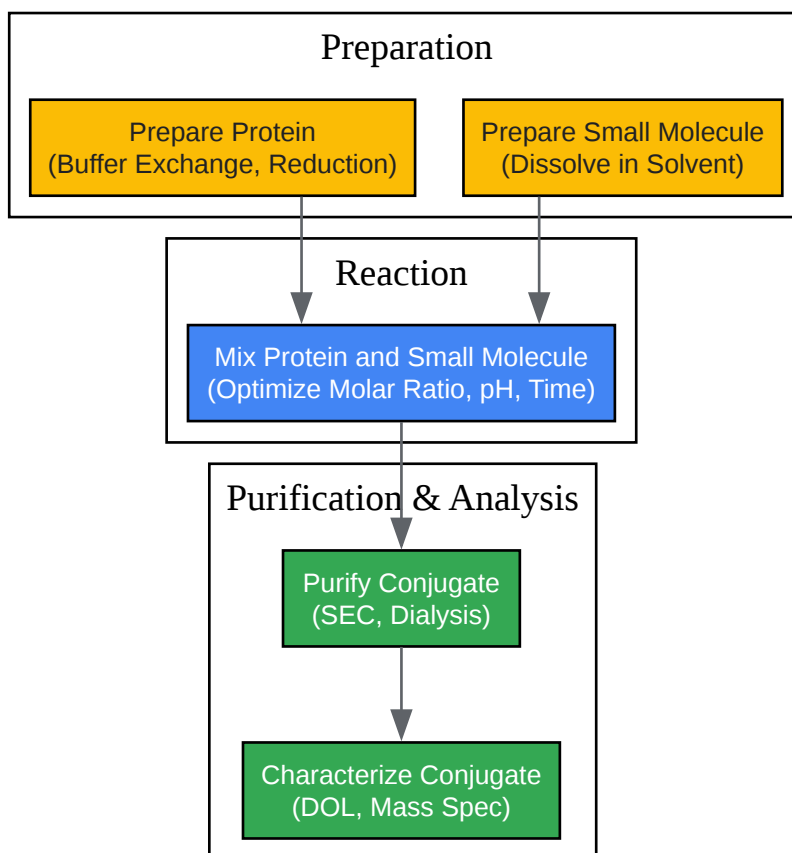 Preparation
Prepare Protein
(Buffer Exchange, Reduction)
Prepare Small Molecule
(Dissolve in Solvent)
Reaction
Mix Protein and Small Molecule
(Optimize Molar Ratio, pH, Time)
Purification & Analysis
Purify Conjugate
(SEC, Dialysis)
Characterize Conjugate
(DOL, Mass Spec)